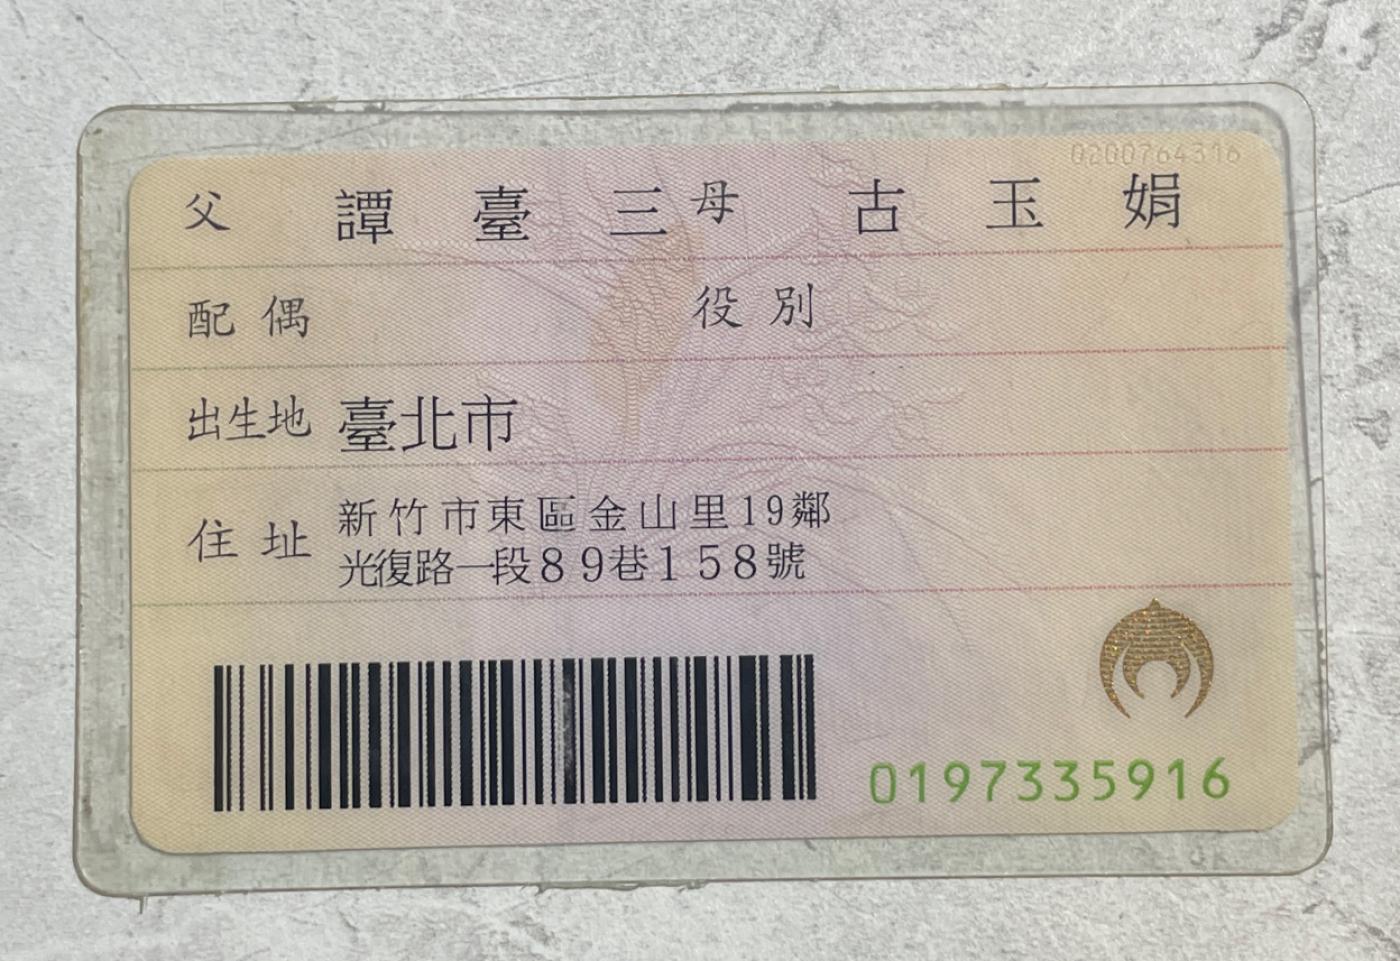 0200764316
父 譚臺三 母 古玉娟
配偶 役別
出生地 臺北市
住址 新竹市東區金山里19鄰
光復路一段89巷158號
0197335916